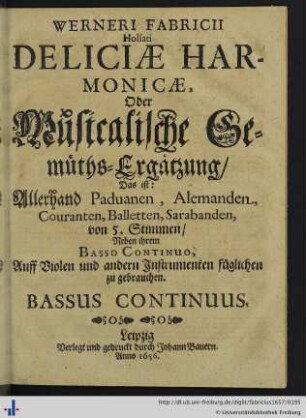 WERNERI FABRICII
Holsati
DELICIÆ HAR-
MONICÆ,
Oder
Musicalische Ge-
müths-Ergätzung/
Das ist:
Allerhand Paduanen, Alemanden,
Couranten, Balletten, Sarabanden,
von 5. Stimmen/
Neben ihrem
BASSO CONTINUO,
Auff Violen und andern Instrumenten füglichen
zu gebrauchen.
BASSUS CONTINUUS.
Leipzig
Verlegt und gedruckt durch Johann Bauern.
Anno 1656.
http://dl.ub.uni-freiburg.de/diglit/fabricius1657/0193
© Universitätsbibliothek Freiburg